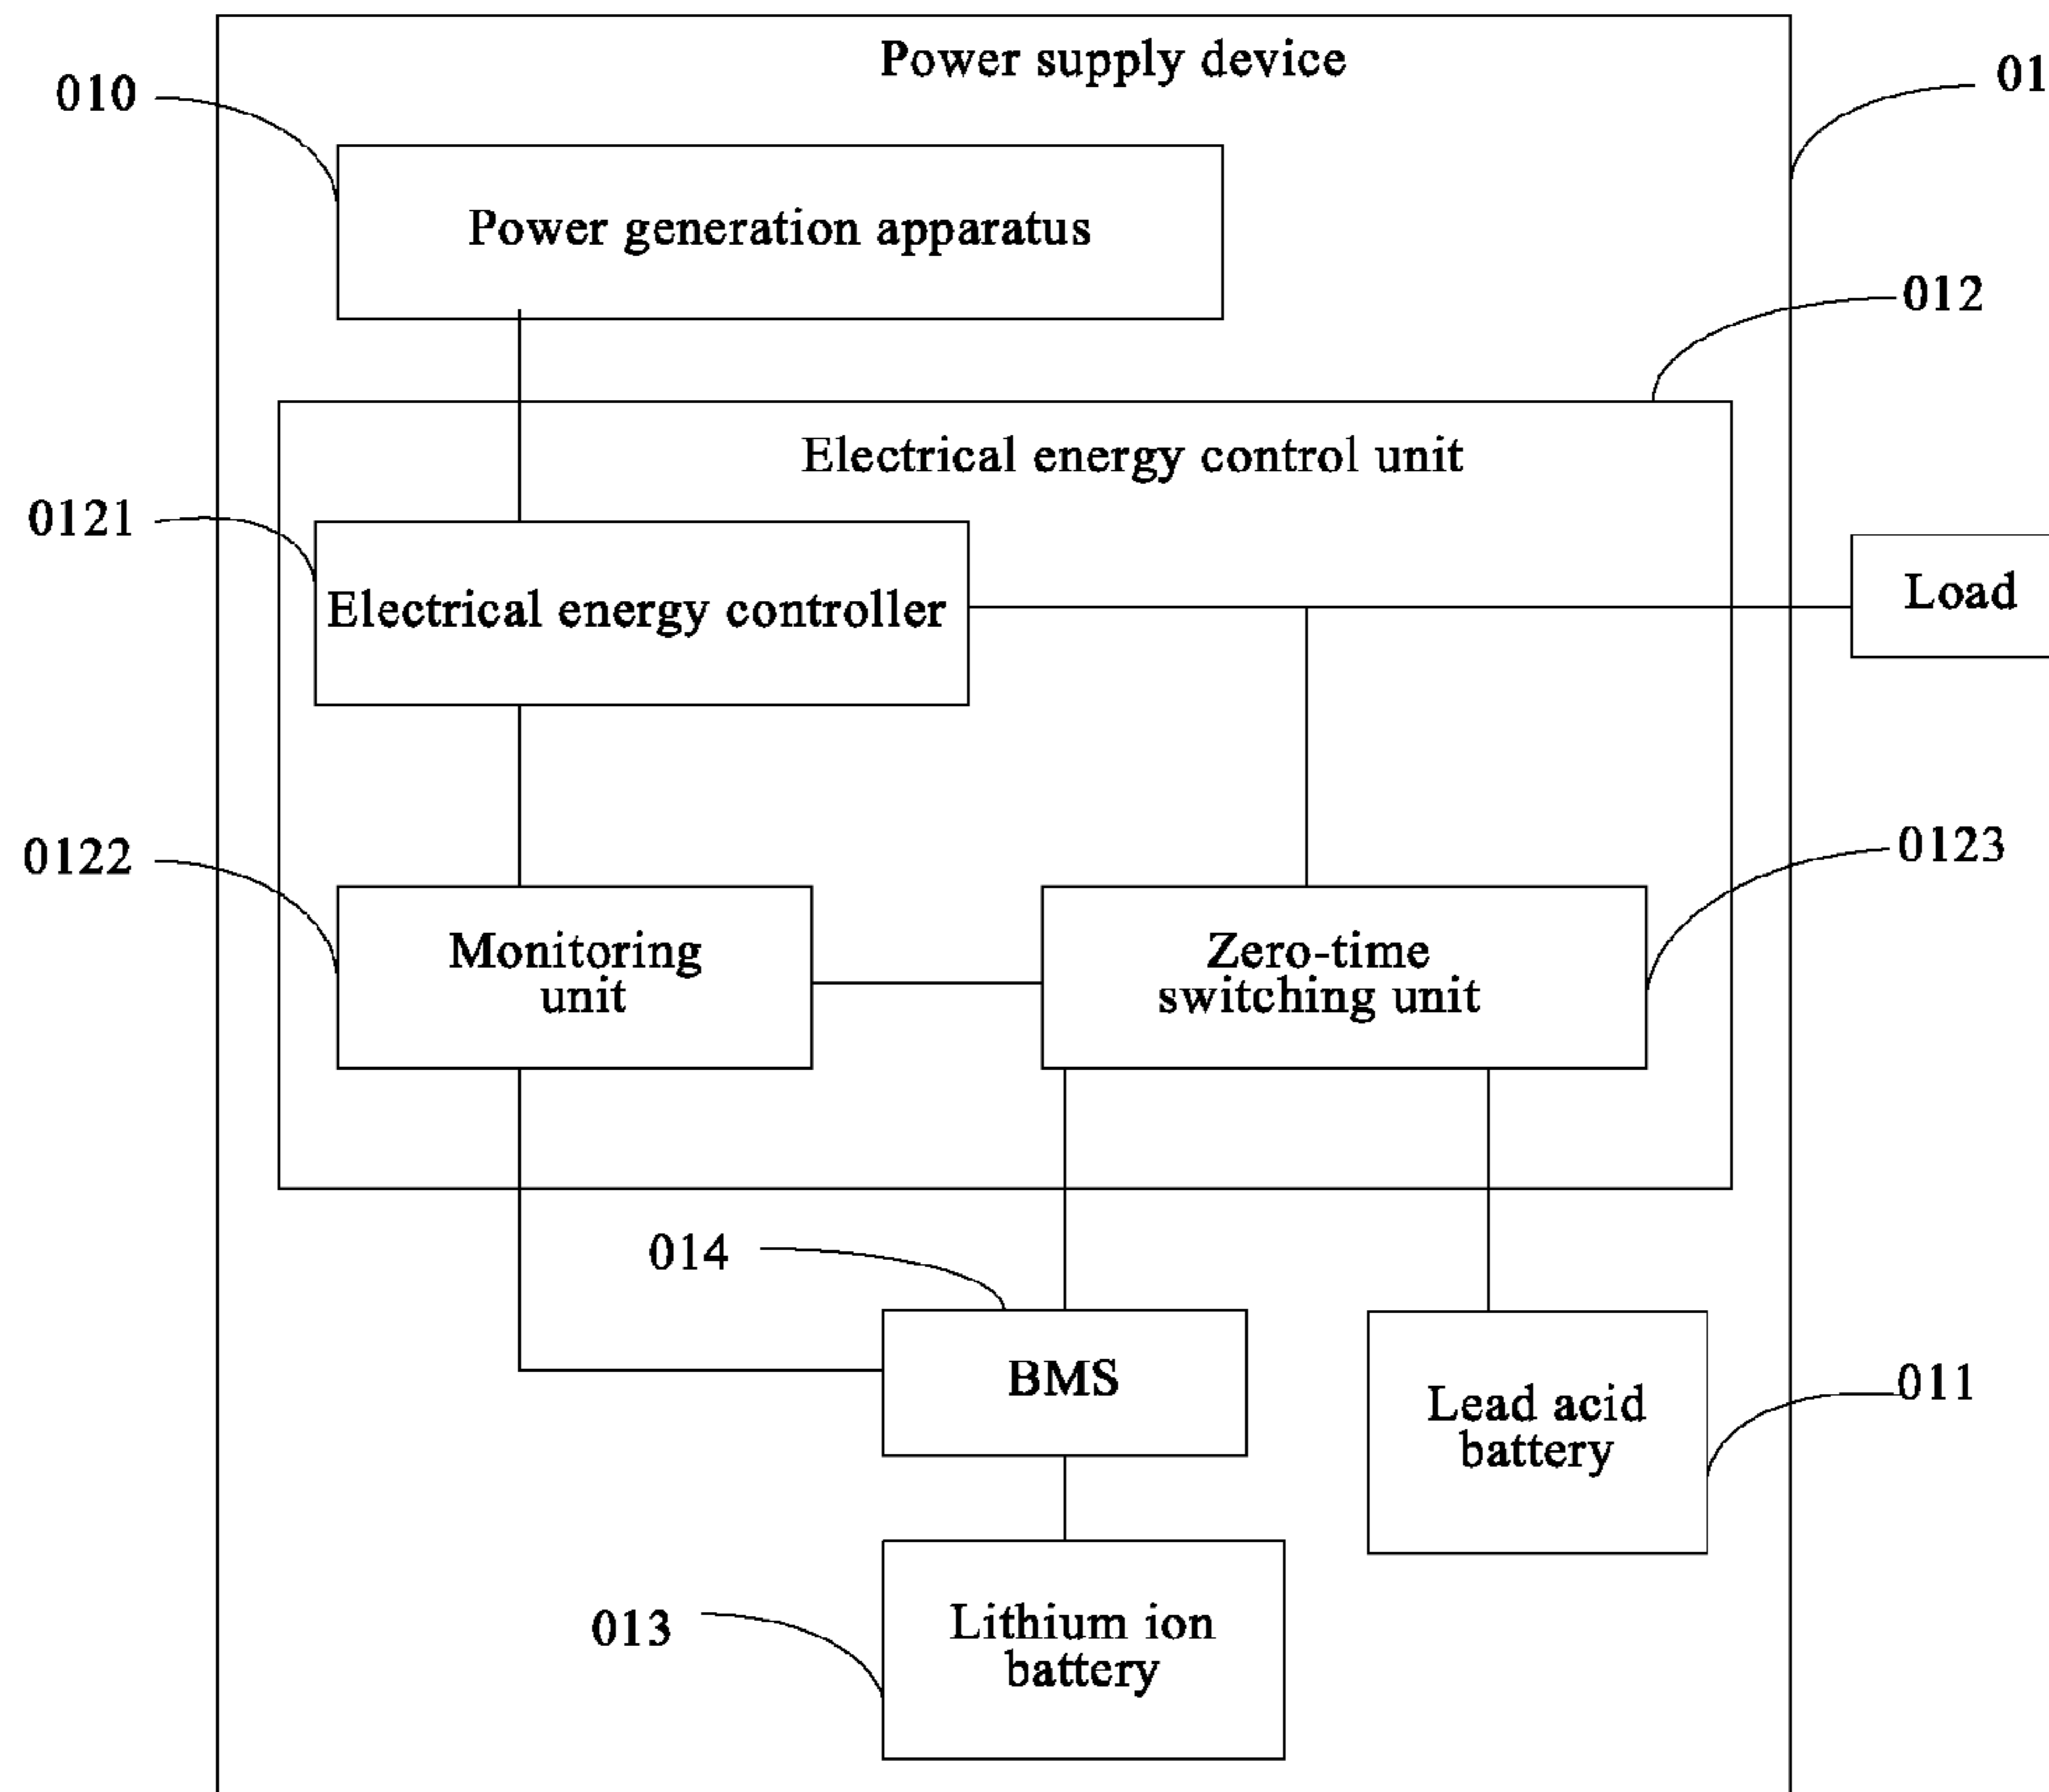 Power supply device
010
01
Power generation apparatus
012
Electrical energy control unit
0121
Electrical energy controller
Load
0122
0123
Monitoring
unit
Zero-time
switching unit
014
BMS
011
Lead acid
battery
013
Lithium ion
battery